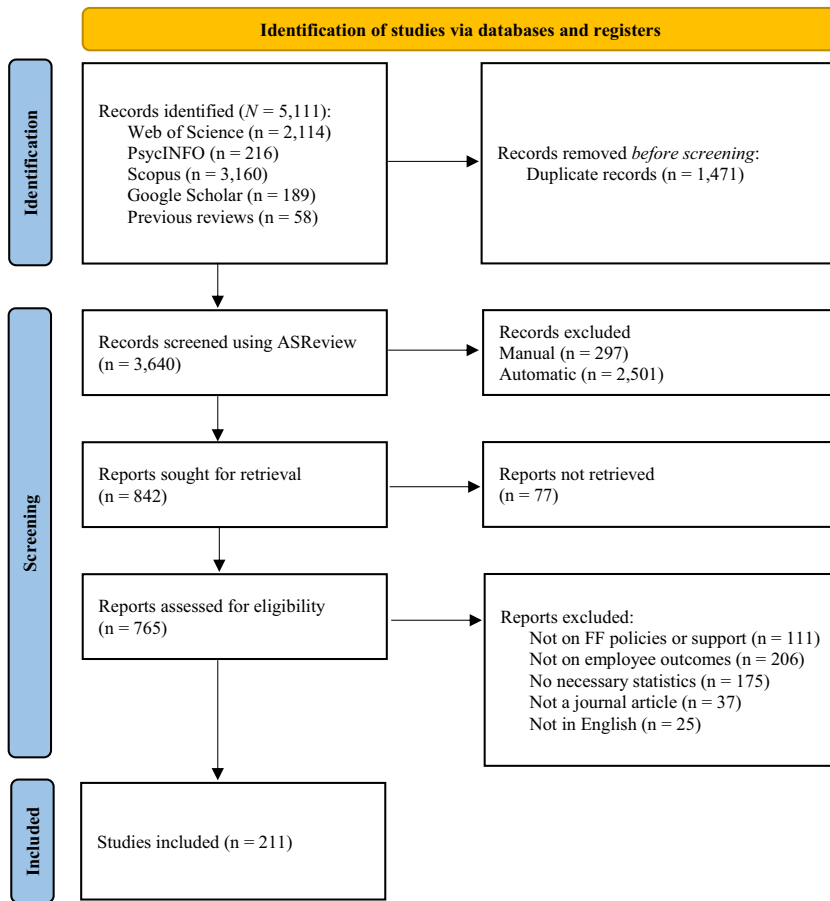 Identification of studies via databases and registers
Identification
Records identified (N = 5,111):
Web of Science (n = 2,114)
PsycINFO (n = 216)
Scopus (n = 3,160)
Google Scholar (n = 189)
Previous reviews (n = 58)
Records removed before screening:
Duplicate records (n = 1,471)
Screening
Records screened using ASReview
(n = 3,640)
Records excluded
Manual (n = 297)
Automatic (n = 2,501)
Reports sought for retrieval
(n = 842)
Reports not retrieved
(n = 77)
Reports assessed for eligibility
(n = 765)
Reports excluded:
Not on FF policies or support (n = 111)
Not on employee outcomes (n = 206)
No necessary statistics (n = 175)
Not a journal article (n = 37)
Not in English (n = 25)
Included
Studies included (n = 211)